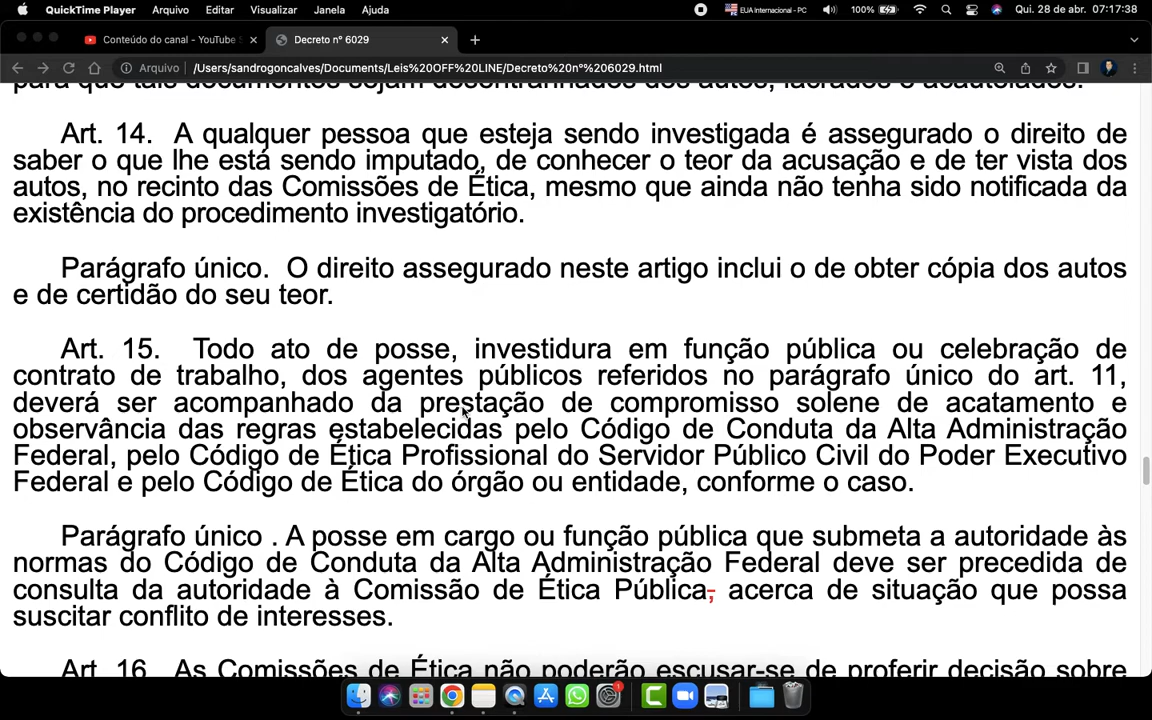 QuickTime Player Arquivo Editar Visualizar Janela Ajuda EUA Internacional - PC 100% Qui. 28 de abr. 07:17:38
Conteúdo do canal - YouTube Decreto nº 6029
Arquivo /Users/sandrogoncalves/Documents/Leis%20OFF%20LINE/Decreto%20nº%206029.html
para que tais documentos sejam desentranhados dos autos, lacrados e acautelados.
Art. 14. A qualquer pessoa que esteja sendo investigada é assegurado o direito de
saber o que lhe está sendo imputado, de conhecer o teor da acusação e de ter vista dos
autos, no recinto das Comissões de Ética, mesmo que ainda não tenha sido notificada da
existência do procedimento investigatório.
Parágrafo único. O direito assegurado neste artigo inclui o de obter cópia dos autos
e de certidão do seu teor.
Art. 15. Todo ato de posse, investidura em função pública ou celebração de
contrato de trabalho, dos agentes públicos referidos no parágrafo único do art. 11,
deverá ser acompanhado da prestação de compromisso solene de acatamento e
observância das regras estabelecidas pelo Código de Conduta da Alta Administração
Federal, pelo Código de Ética Profissional do Servidor Público Civil do Poder Executivo
Federal e pelo Código de Ética do órgão ou entidade, conforme o caso.
Parágrafo único . A posse em cargo ou função pública que submeta a autoridade às
normas do Código de Conduta da Alta Administração Federal deve ser precedida de
consulta da autoridade à Comissão de Ética Pública, acerca de situação que possa
suscitar conflito de interesses.
Art. 16. As Comissões de Ética não poderão escusar-se de proferir decisão sobre